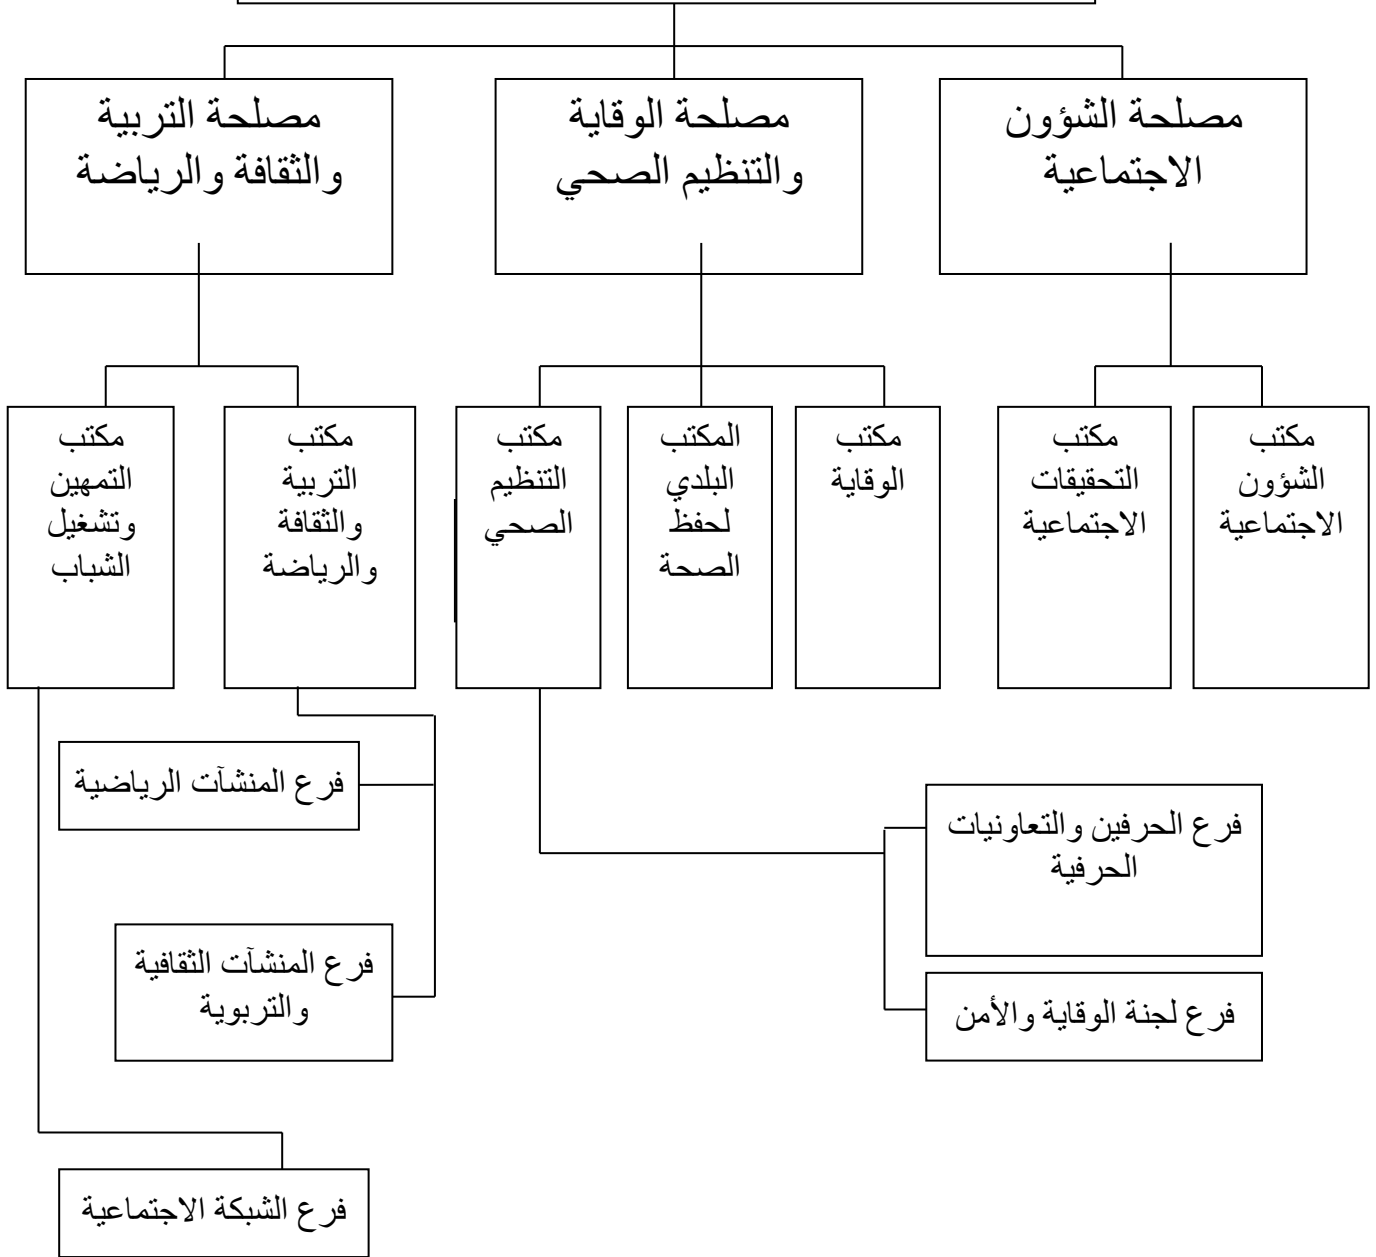 مصلحة الشؤون
الاجتماعية
مصلحة الوقاية
والتنظيم الصحي
مصلحة التربية
والثقافة والرياضة
مكتب
الشؤون
الاجتماعية
مكتب
التحقيقات
الاجتماعية
مكتب
الوقاية
المكتب
البلدي
لحفظ
الصحة
مكتب
التنظيم
الصحي
مكتب
التربية
والثقافة
والرياضة
مكتب
التمهين
وتشغيل
الشباب
فرع المنشآت الرياضية
فرع الحرفين والتعاونيات
الحرفية
فرع المنشآت الثقافية
والتربوية
فرع لجنة الوقاية والأمن
فرع الشبكة الاجتماعية